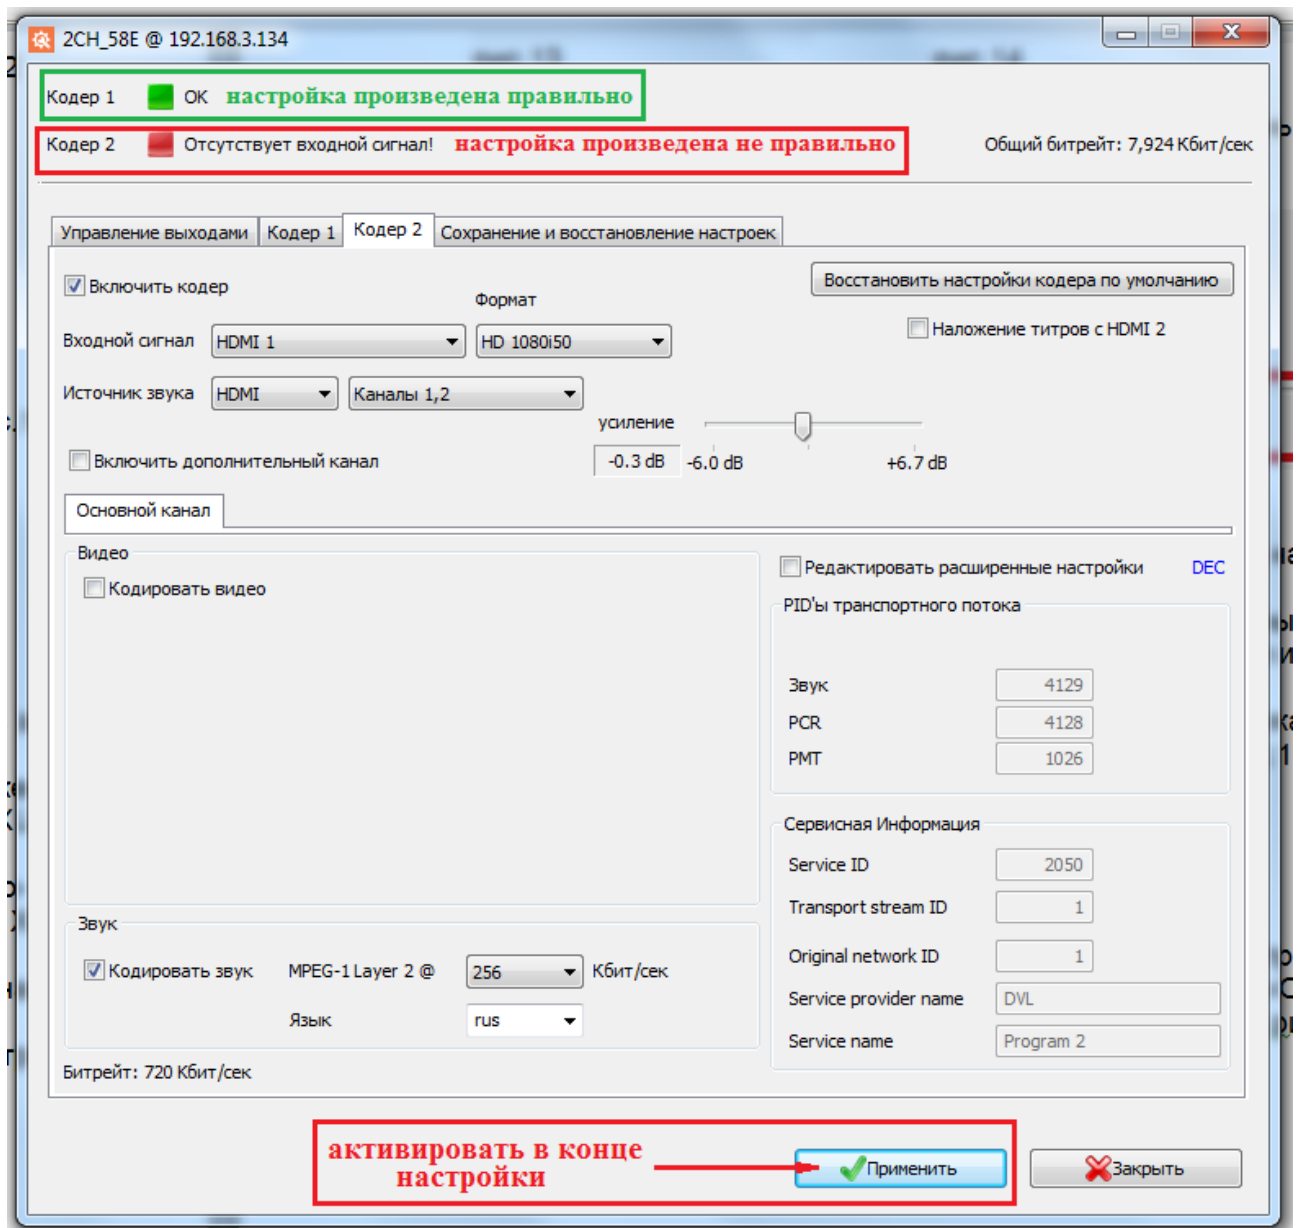 2CH_58E @ 192.168.3.134
Кодер 1 OK настройка произведена правильно
Кодер 2 Отсутствует входной сигнал! настройка произведена не правильно Общий битрейт: 7,924 Кбит/сек
Управление выходами Кодер 1 Кодер 2 Сохранение и восстановление настроек
Включить кодер Восстановить настройки кодера по умолчанию
Формат
Входной сигнал HDMI 1 HD 1080i50 Наложение титров с HDMI 2
Источник звука HDMI Каналы 1,2
усиление
Включить дополнительный канал -0.3 dB -6.0 dB +6.7 dB
Основной канал
Видео
Кодировать видео
Редактировать расширенные настройки DEC
PID'ы транспортного потока
Звук 4129
PCR 4128
PMT 1026
Сервисная Информация
Service ID 2050
Transport stream ID 1
Original network ID 1
Service provider name DVL
Service name Program 2
Звук
Кодировать звук MPEG-1 Layer 2 @ 256 Кбит/сек
Язык rus
Битрейт: 720 Кбит/сек
активировать в конце
настройки
Применить Закрыть